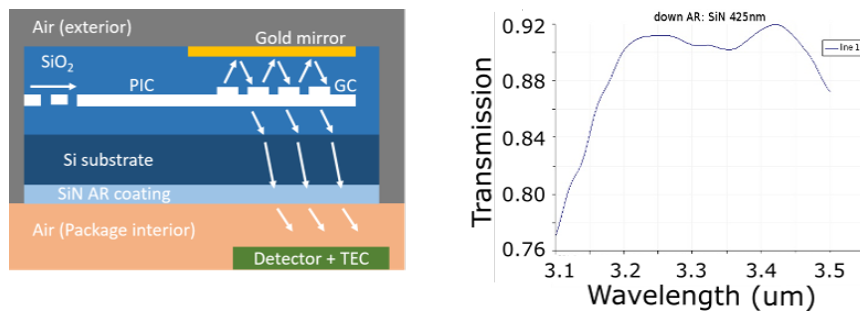 Air (exterior)
Gold mirror
SiO2
PIC
GC
Si substrate
SiN AR coating
Air (Package interior)
Detector + TEC
down AR: SiN 425nm
line 1
Transmission
0.92
0.88
0.84
0.80
0.76
3.1
3.2
3.3
3.4
3.5
Wavelength (um)